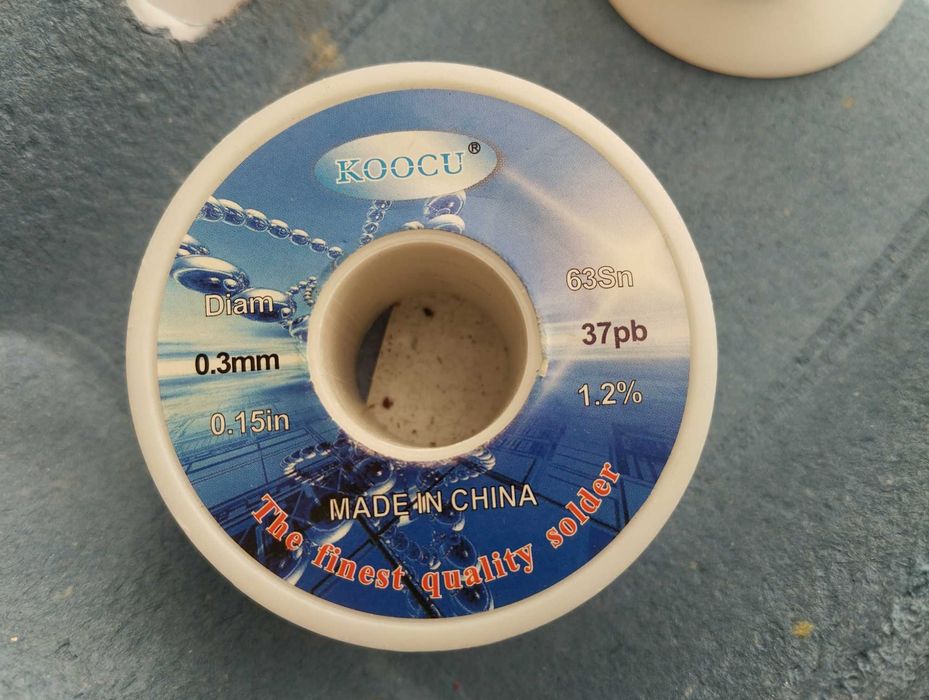 KOOCU®
Diam
0.3mm
0.15in
63Sn
37pb
1.2%
MADE IN CHINA
The finest quality solder